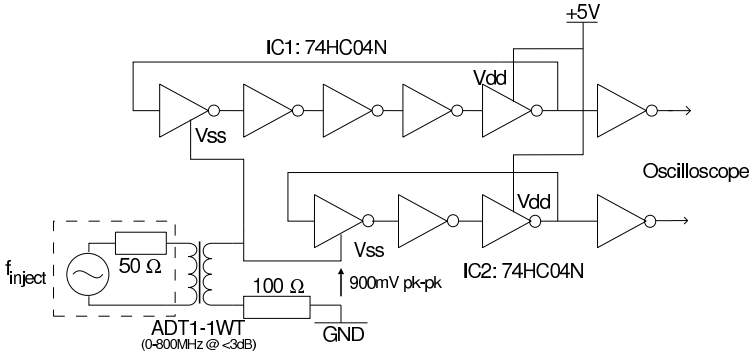 +5V
IC1: 74HC04N
Vdd
Vss
Oscilloscope
Vdd
Vss
IC2: 74HC04N
finject
50 Ω
900mV pk-pk
100 Ω
GND
ADT1-1WT
(0-800MHz @ <3dB)